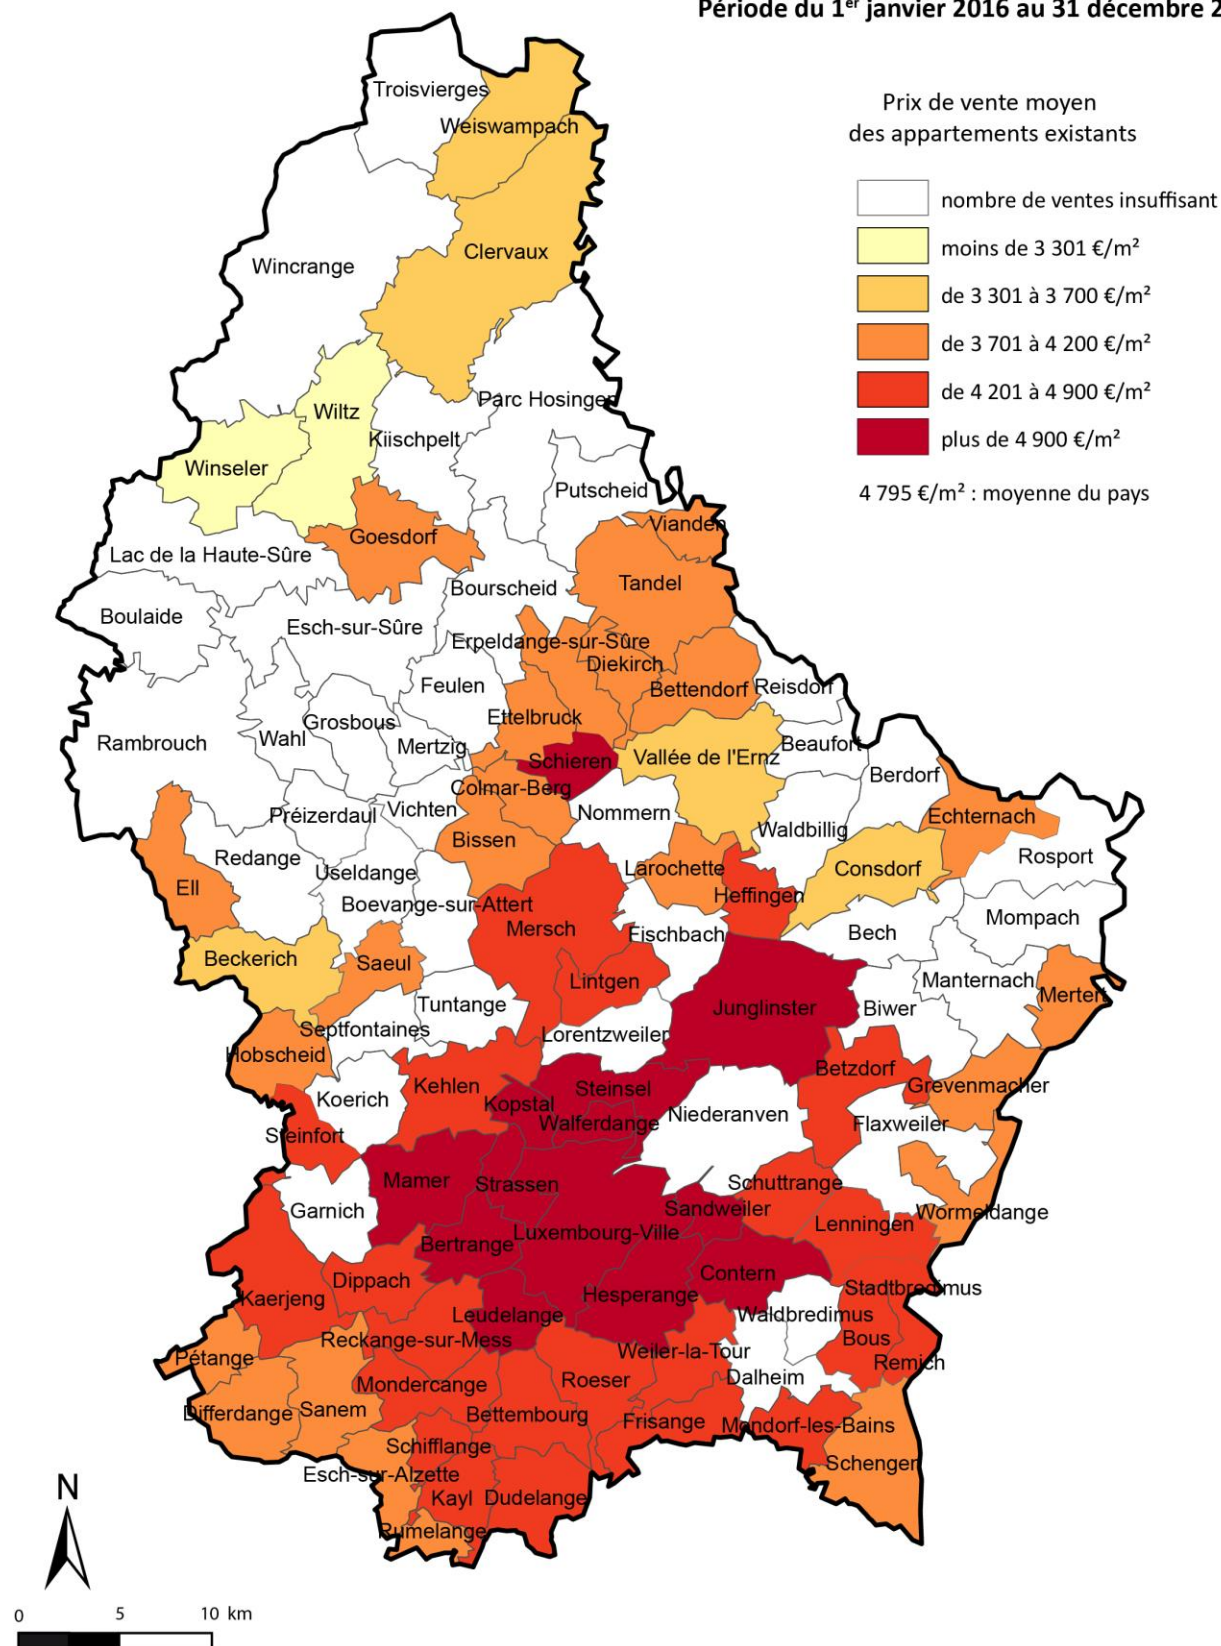 Période du 1er janvier 2016 au 31 décembre 2
Prix de vente moyen
des appartements existants
nombre de ventes insuffisant
moins de 3 301 €/m²
de 3 301 à 3 700 €/m²
de 3 701 à 4 200 €/m²
de 4 201 à 4 900 €/m²
plus de 4 900 €/m²
4 795 €/m² : moyenne du pays
Troisvierges
Weiswampach
Clervaux
Wincrange
Parc Hosingen
Wiltz
Kiischpelt
Winseler
Putscheid
Vianden
Goesdorf
Lac de la Haute-Sûre
Tandel
Bourscheid
Boulaide
Esch-sur-Sûre
Erpeldange-sur-Sûre
Diekirch
Feulen
Bettendorf
Reisdorf
Ettelbruck
Grosbous
Wahl
Mertzig
Rambrouch
Beaufort
Vallée de l'Ernz
Schieren
Berdorf
Colmar-Berg
Vichten
Préizerdaul
Nommern
Echternach
Waldbillig
Bissen
Rosport
Redange
Useldange
Larochette
Consdorf
Ell
Heffingen
Boevange-sur-Attert
Mompach
Mersch
Fischbach
Bech
Beckerich
Saeul
Lintgen
Manternach
Mertert
Tuntange
Junglinster
Biwer
Septfontaines
Lorentzweiler
Hobscheid
Betzdorf
Kehlen
Steinsel
Grevenmacher
Koerich
Kopstal
Niederanven
Walferdange
Flaxweiler
Steinfort
Mamer
Strassen
Schuttrange
Garnich
Sandweiler
Wormeldange
Lenningen
Luxembourg-Ville
Bertrange
Contern
Dippach
Stadtbredimus
Hesperange
Kaerjeng
Leudelange
Waldbredimus
Reckange-sur-Mess
Bous
Weiler-la-Tour
Pétange
Remich
Dalheim
Roeser
Mondercange
Sanem
Differdange
Bettembourg
Frisange
Mondorf-les-Bains
Schifflange
Schengen
Esch-sur-Alzette
Kayl
Dudelange
Rumelange
N
0 5 10 km